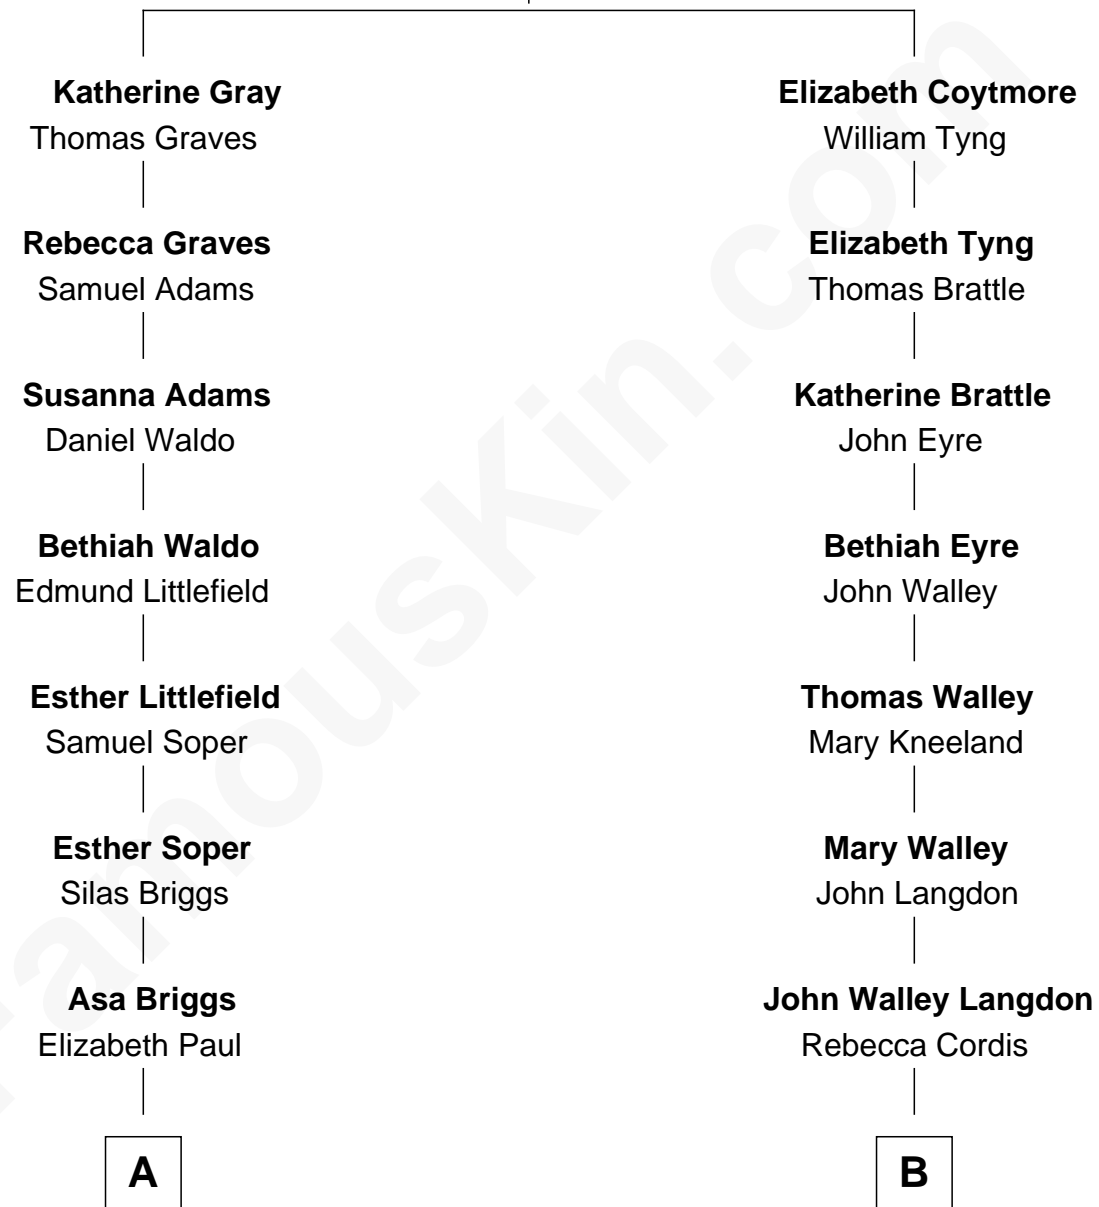 Katherine Gray
Thomas Graves
Rebecca Graves
Samuel Adams
Susanna Adams
Daniel Waldo
Bethiah Waldo
Edmund Littlefield
Esther Littlefield
Samuel Soper
Esther Soper
Silas Briggs
Asa Briggs
Elizabeth Paul
A
Elizabeth Coytmore
William Tyng
Elizabeth Tyng
Thomas Brattle
Katherine Brattle
John Eyre
Bethiah Eyre
John Walley
Thomas Walley
Mary Kneeland
Mary Walley
John Langdon
John Walley Langdon
Rebecca Cordis
B
FamousKin.com